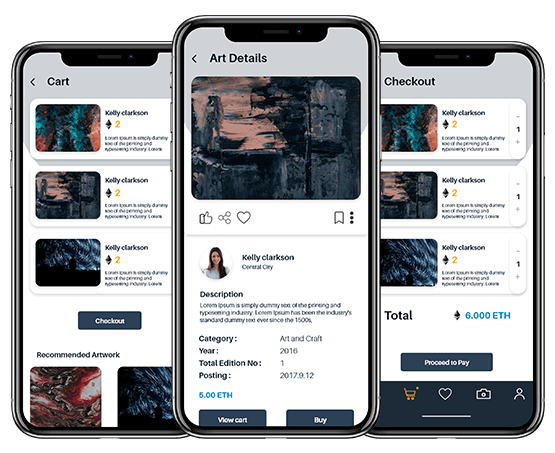 Cart
Kelly clarkson
2
Lorem Ipsum is simply dummy
text of the printing and
typesetting industry. Lorem
Kelly clarkson
2
Lorem Ipsum is simply dummy
text of the printing and
typesetting industry. Lorem
Kelly clarkson
2
Lorem Ipsum is simply dummy
text of the printing and
typesetting industry. Lorem
Checkout
Recommended Artwork
Art Details
Kelly clarkson
Central City
Description
Lorem Ipsum is simply dummy text of the printing and
typesetting industry. Lorem Ipsum has been the industry's
standard dummy text ever since the 1500s,
Category : Art and Craft
Year : 2016
Total Edition No : 1
Posting : 2017.9.12
5.00 ETH
View cart Buy
Checkout
Kelly clarkson
2
Lorem Ipsum is simply dummy
text of the printing and
typesetting industry. Lorem
- 1 +
Kelly clarkson
2
Lorem Ipsum is simply dummy
text of the printing and
typesetting industry. Lorem
- 1 +
Kelly clarkson
2
Lorem Ipsum is simply dummy
text of the printing and
typesetting industry. Lorem
- 1 +
Total 6.000 ETH
Proceed to Pay